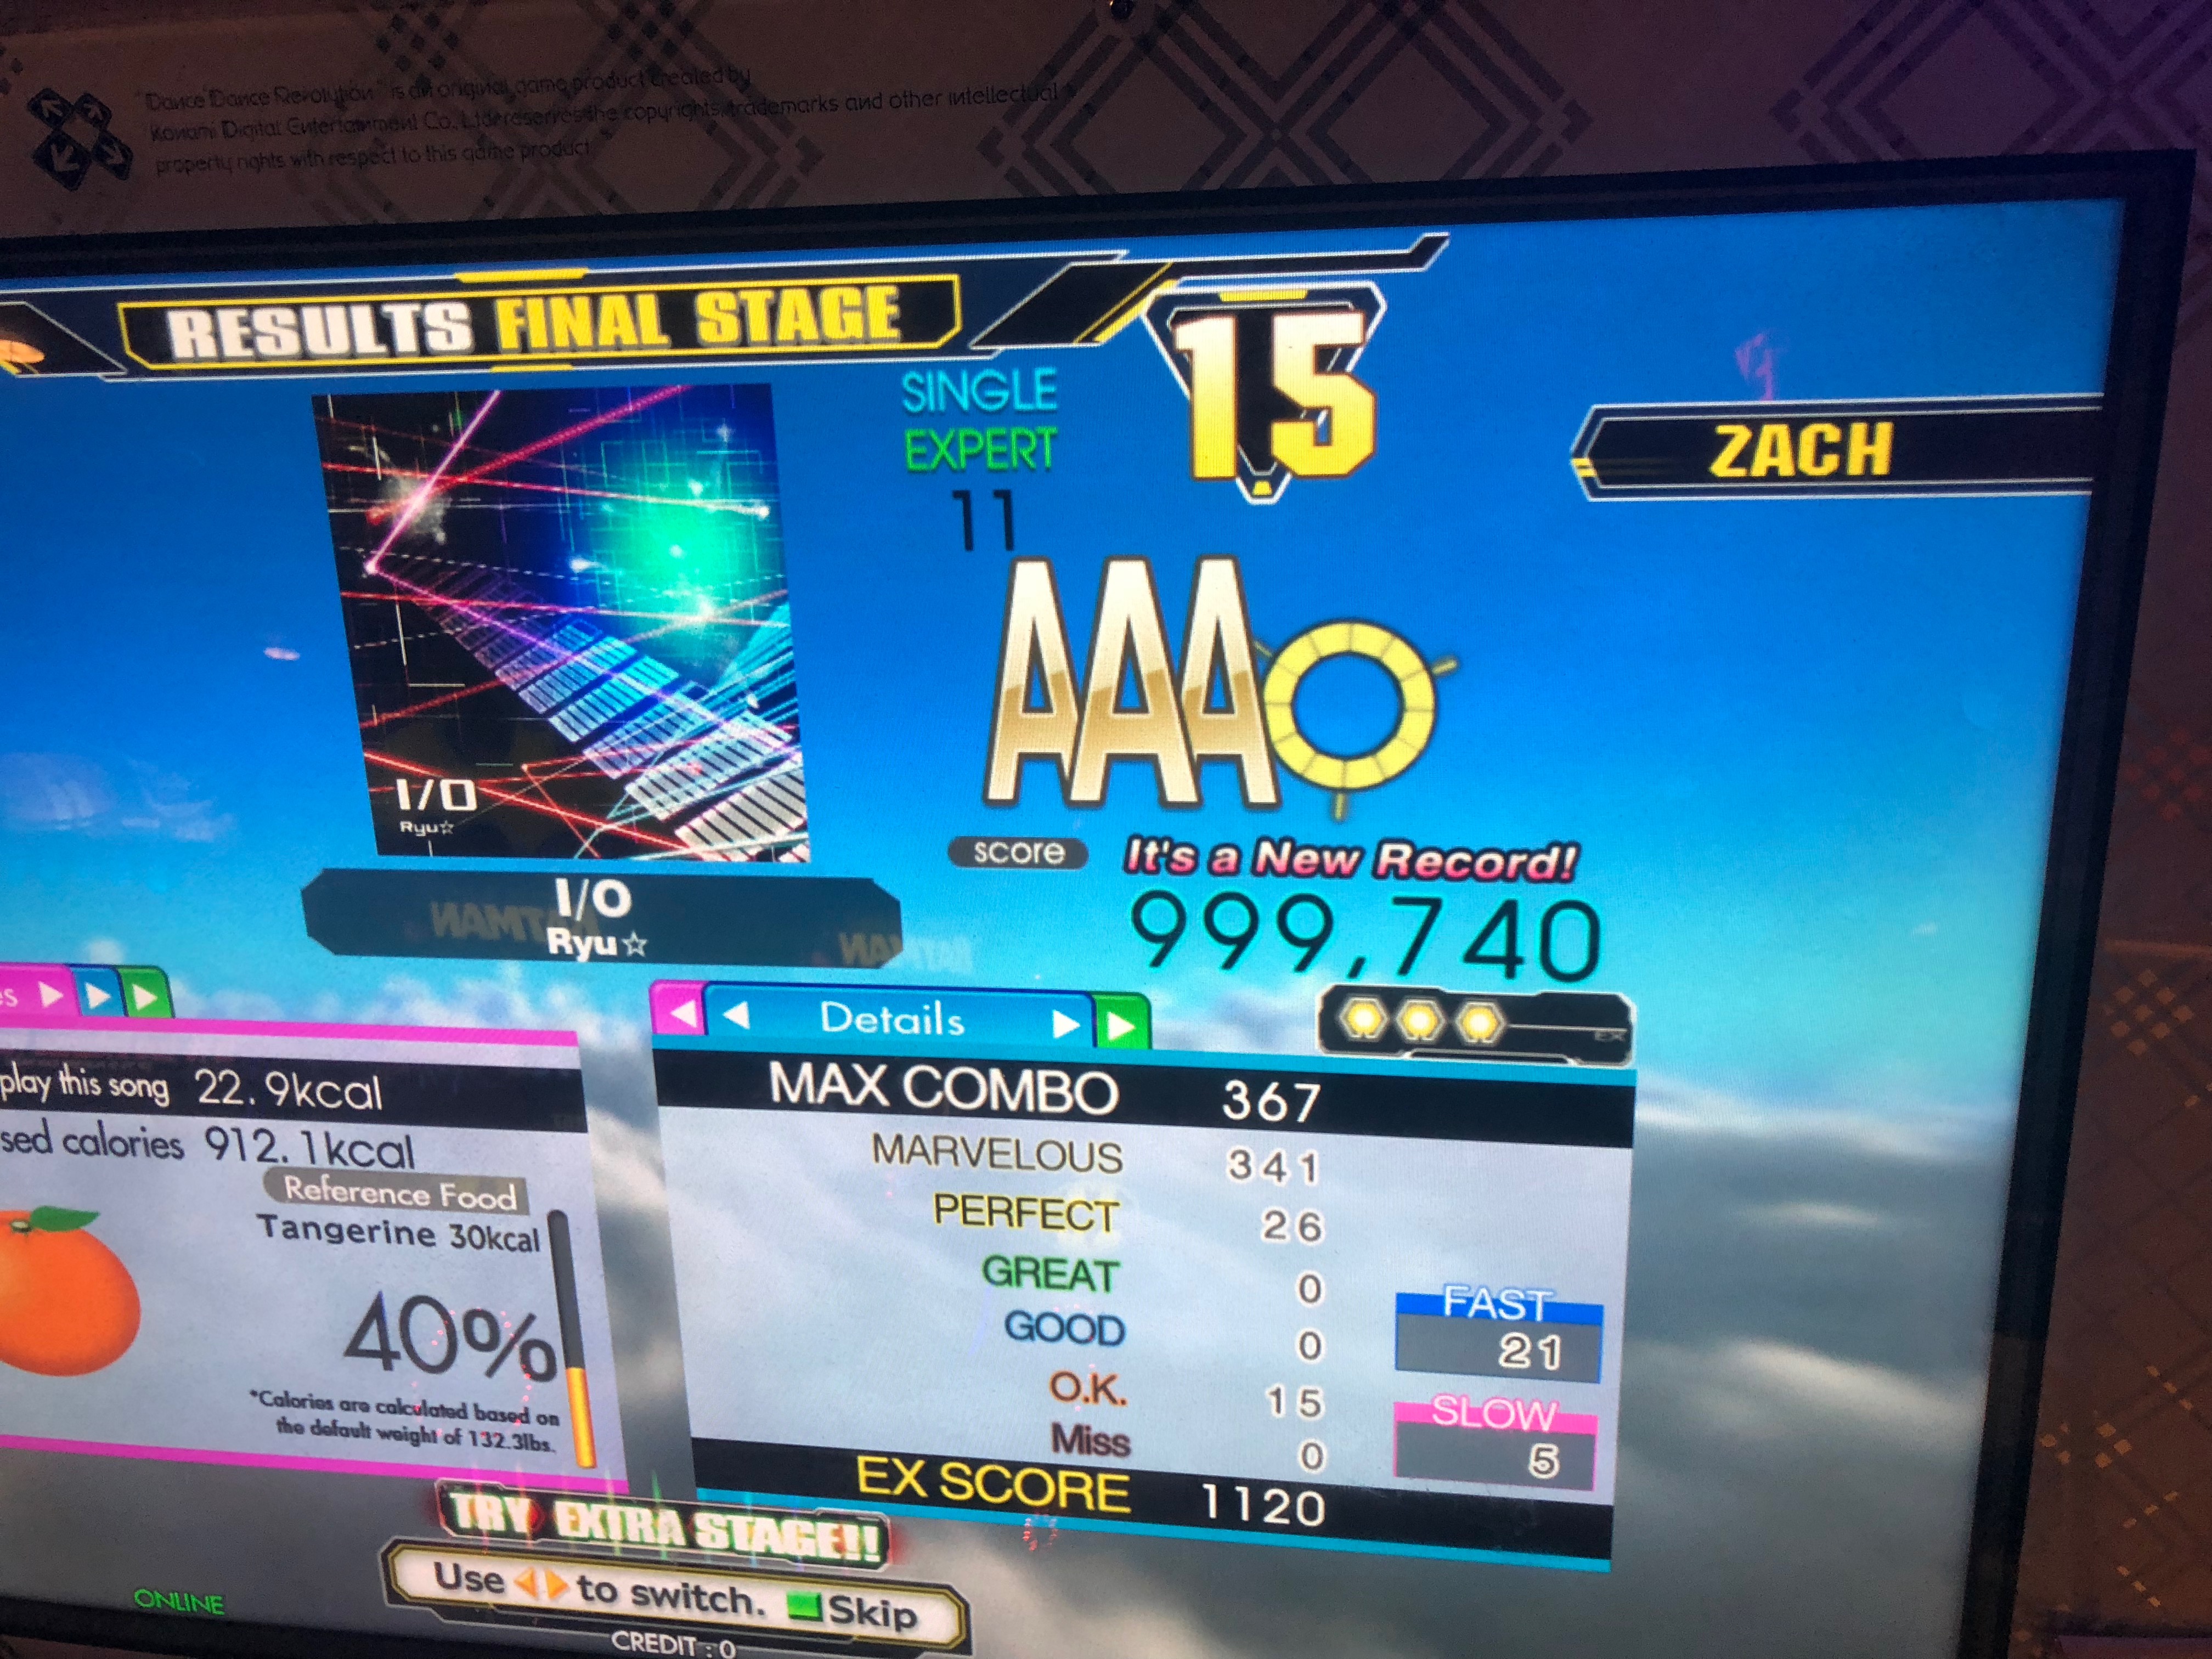 "Dance Dance Revolution" is an original game product created by
Konami Digital Entertainment Co., Ltd. reserves the copyrights, trademarks and other intellectual
property rights with respect to this game product.
RESULTS FINAL STAGE
15
SINGLE
EXPERT
11
ZACH
AAA
I/O
Ryu☆
score
It's a New Record!
999,740
I/O
Ryu☆
EX
Details
play this song 22.9kcal
sed calories 912.1kcal
Reference Food
Tangerine 30kcal
40%
*Calories are calculated based on
the default weight of 132.3lbs.
MAX COMBO 367
MARVELOUS 341
PERFECT 26
GREAT 0
GOOD 0
O.K. 15
Miss 0
EX SCORE 1120
FAST
21
SLOW
5
TRY EXTRA STAGE!!
Use to switch. Skip
ONLINE
CREDIT : 0